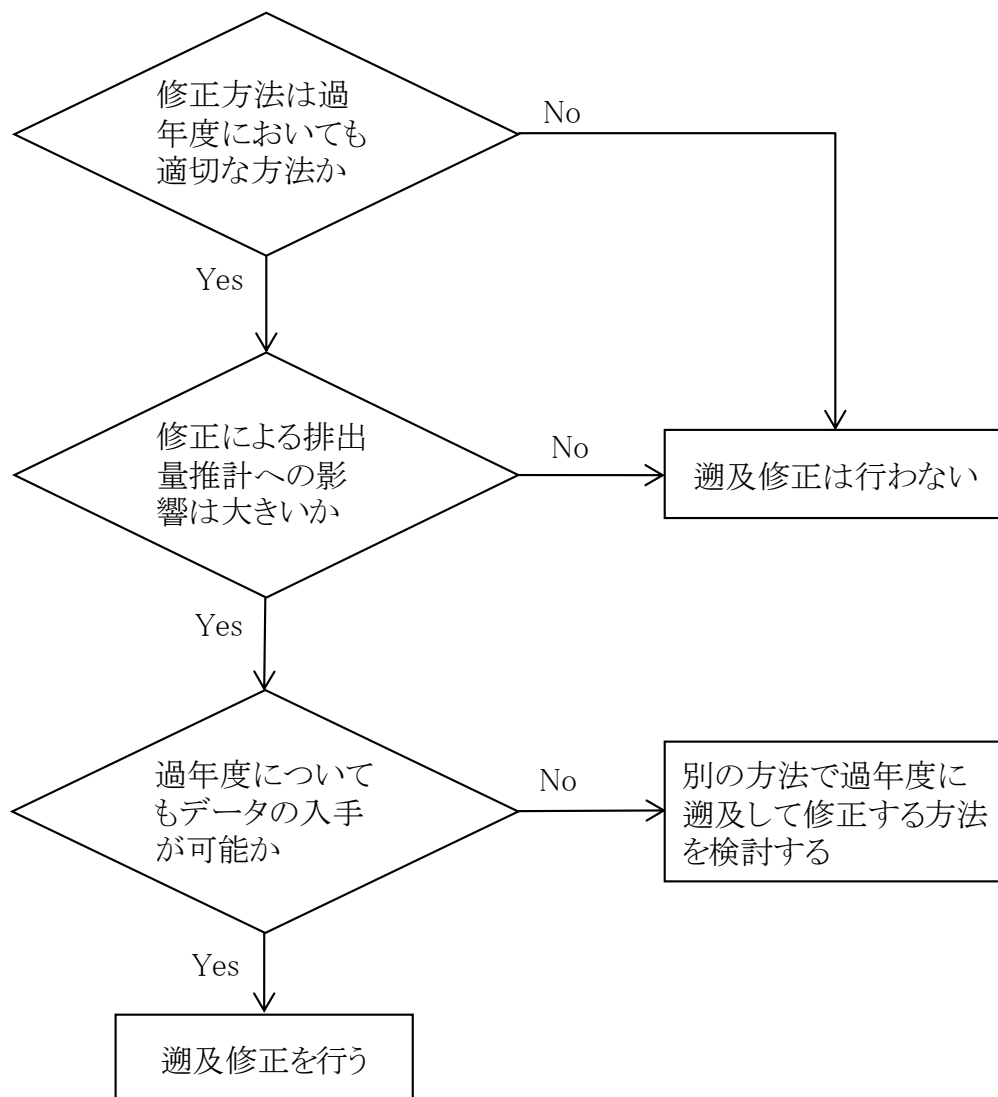 修正方法は過
年度においても
適切な方法か
No
Yes
修正による排出
量推計への影
響は大きいか
No
遡及修正は行わない
Yes
過年度について
もデータの入手
が可能か
No
別の方法で過年度に
遡及して修正する方法
を検討する
Yes
遡及修正を行う